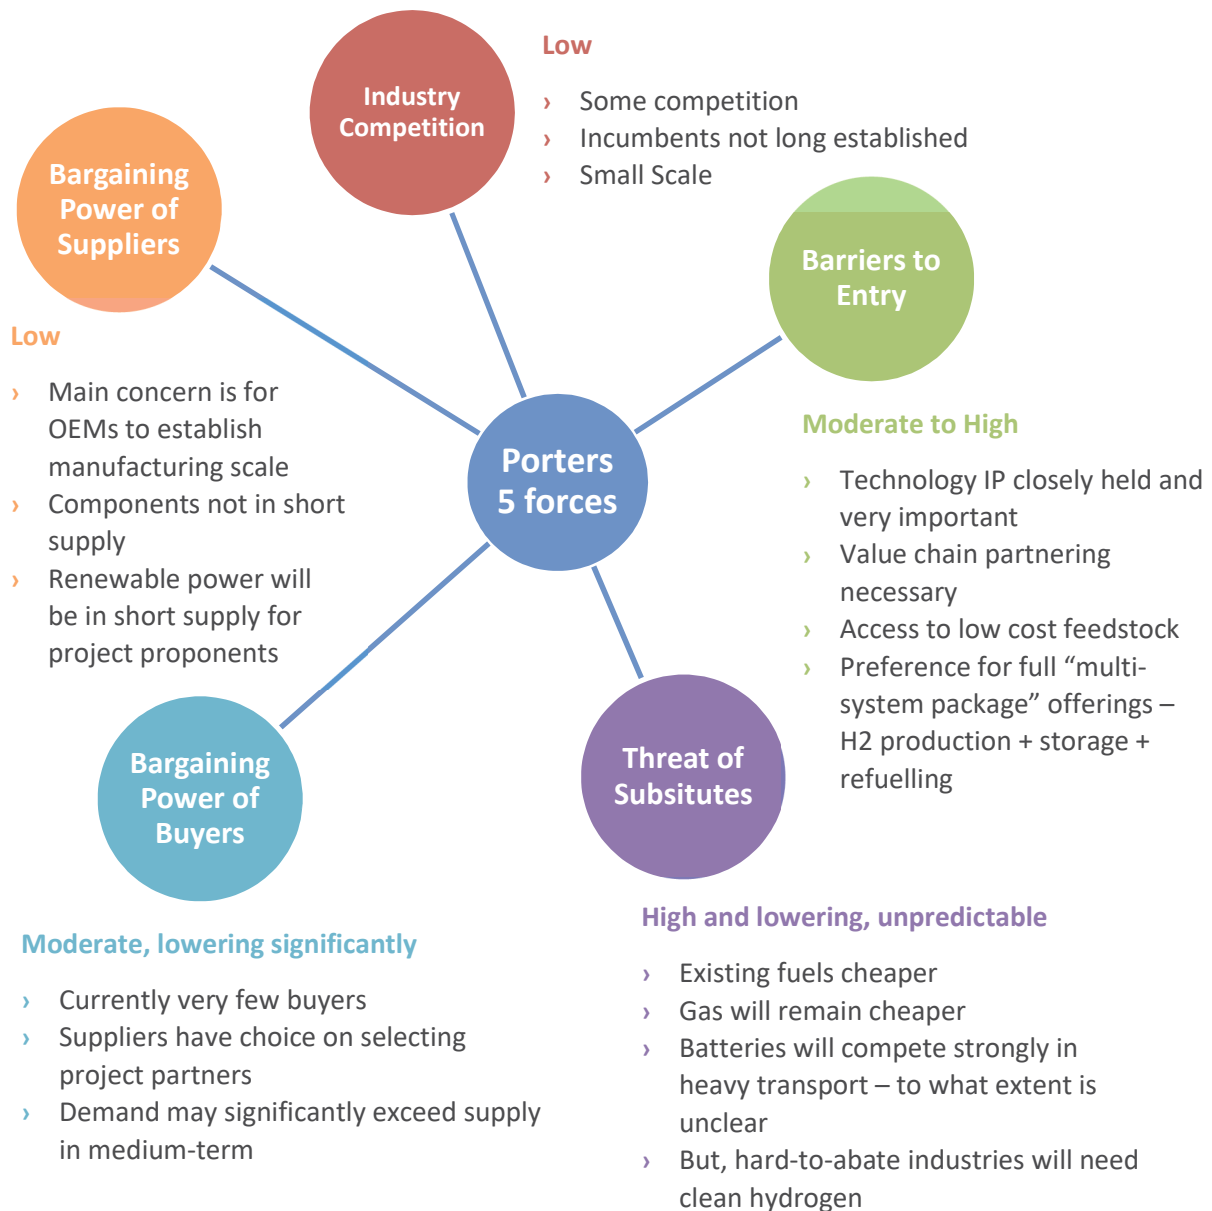 Industry
Competition
Low
› Some competition
› Incumbents not long established
› Small Scale
Bargaining
Power of
Suppliers
Low
› Main concern is for
OEMs to establish
manufacturing scale
› Components not in short
supply
› Renewable power will
be in short supply for
project proponents
Barriers to
Entry
Moderate to High
› Technology IP closely held and
very important
› Value chain partnering
necessary
› Access to low cost feedstock
› Preference for full “multi-
system package” offerings –
H2 production + storage +
refuelling
Porters
5 forces
Bargaining
Power of
Buyers
Moderate, lowering significantly
› Currently very few buyers
› Suppliers have choice on selecting
project partners
› Demand may significantly exceed supply
in medium-term
Threat of
Subsitutes
High and lowering, unpredictable
› Existing fuels cheaper
› Gas will remain cheaper
› Batteries will compete strongly in
heavy transport – to what extent is
unclear
› But, hard-to-abate industries will need
clean hydrogen